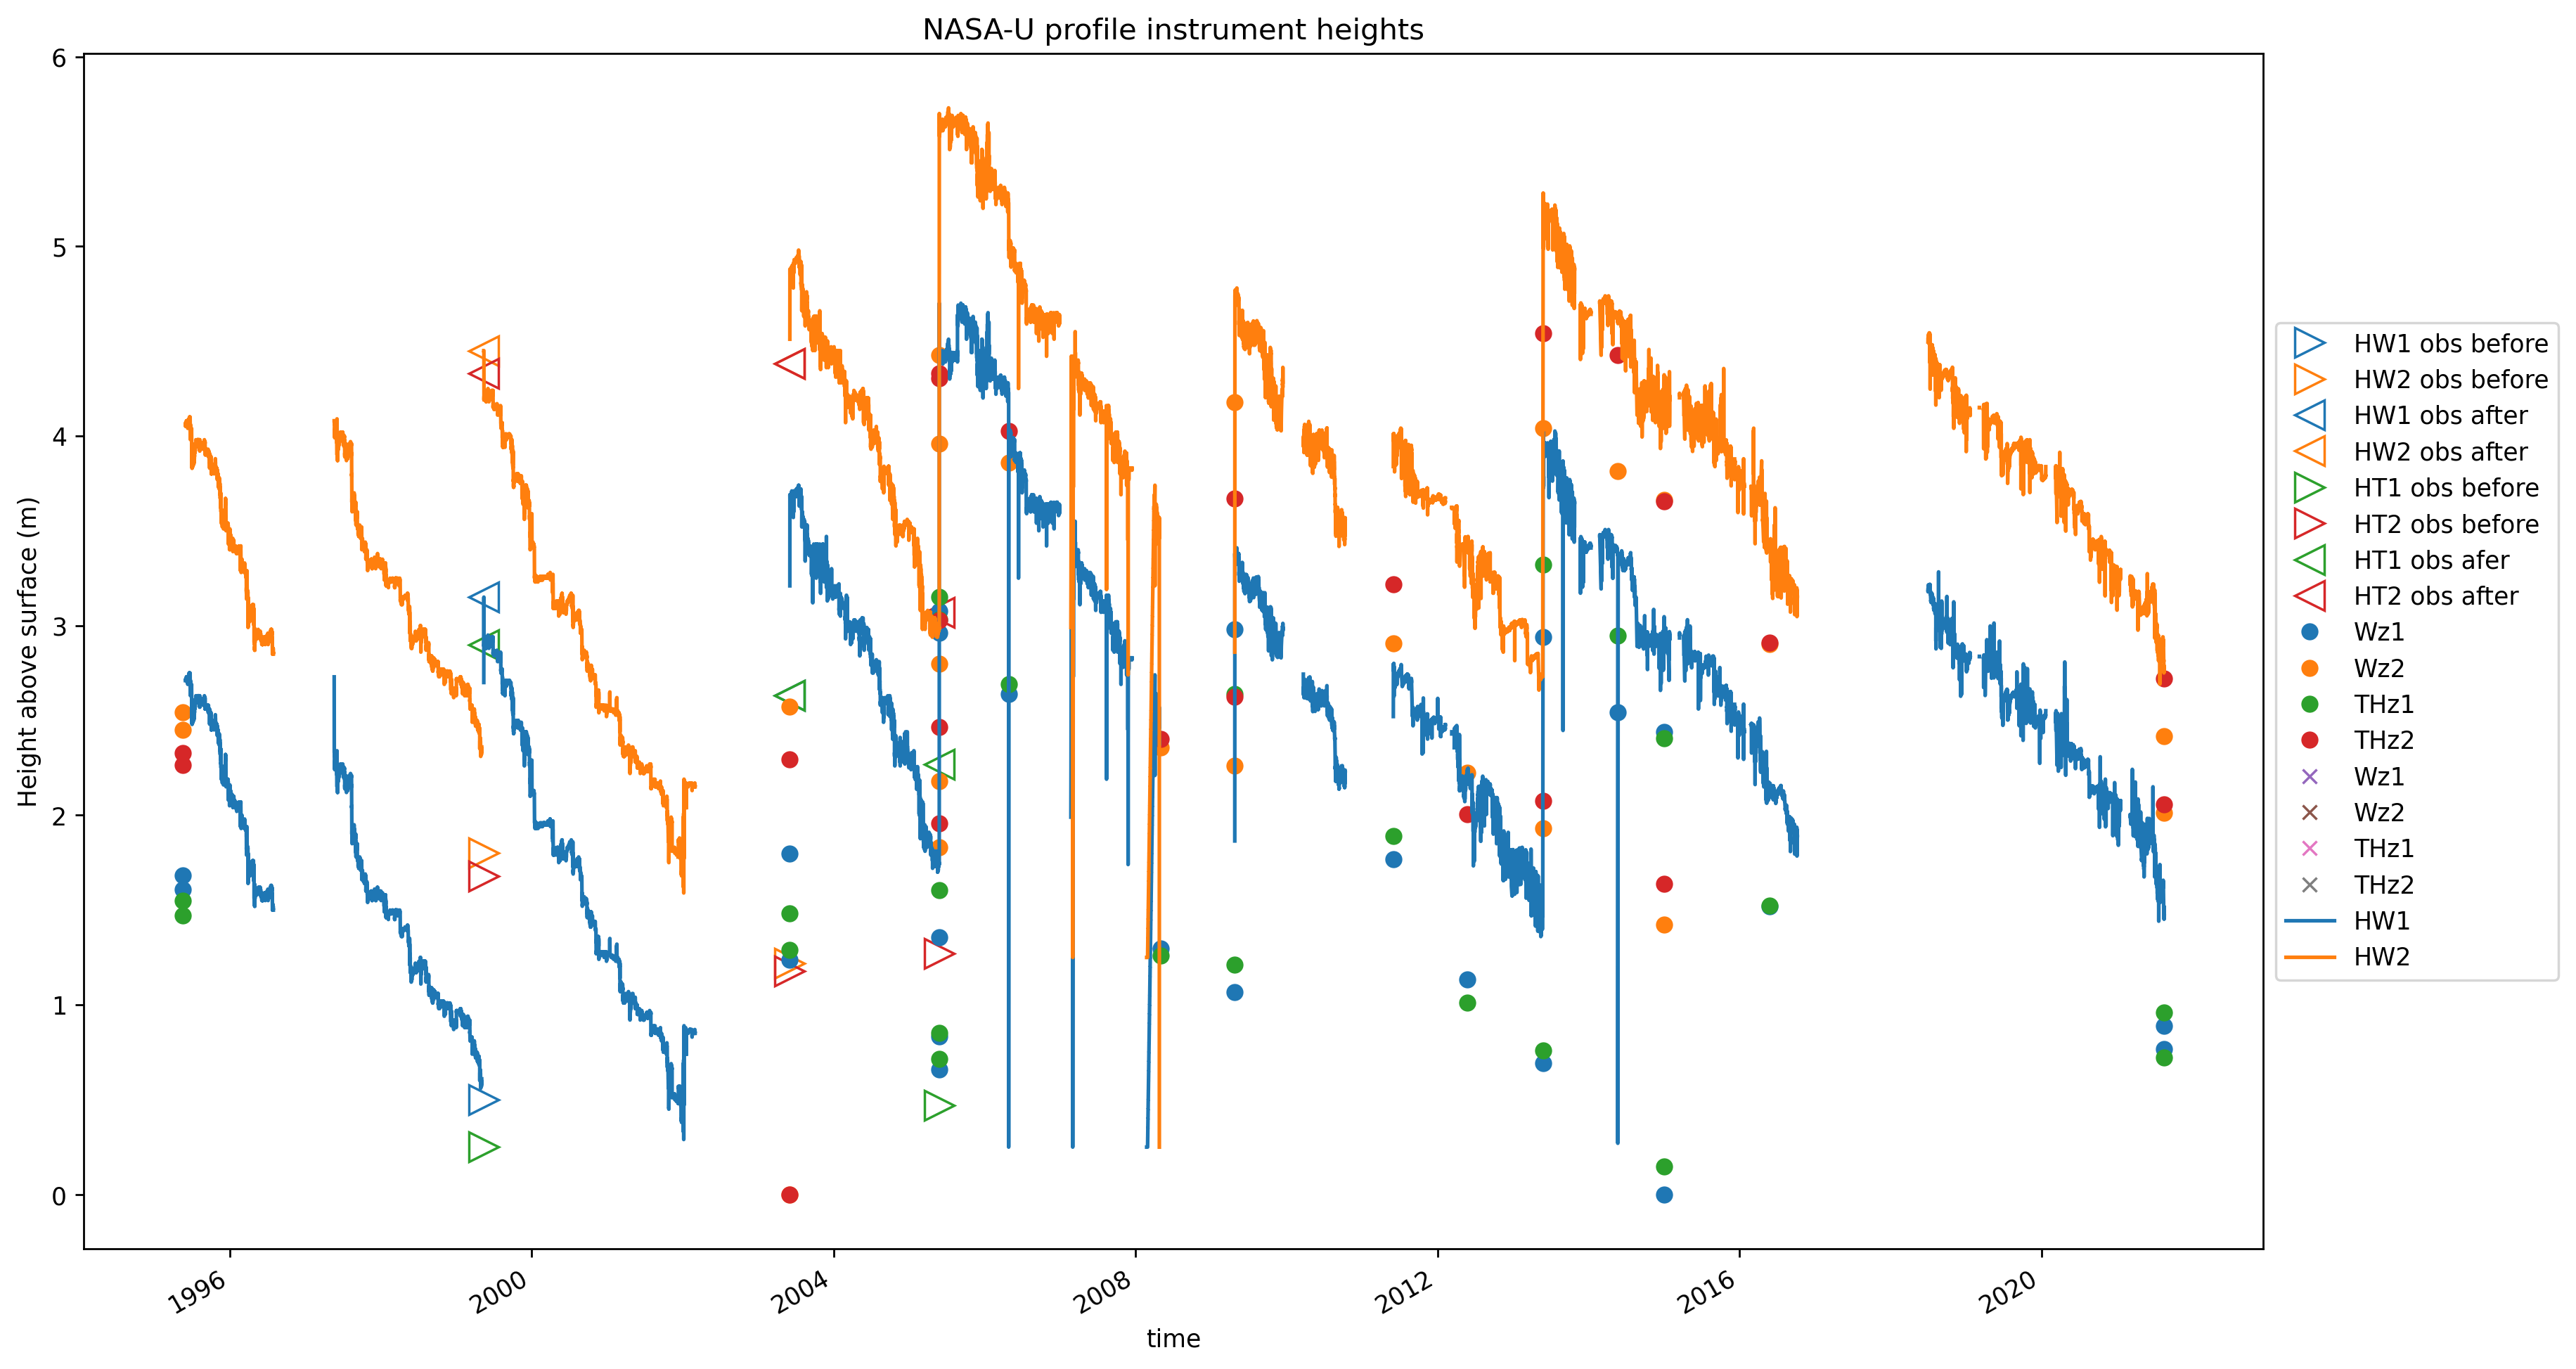 NASA-U profile instrument heights
Height above surface (m)
6
5
4
3
2
1
0
1996
2000
2004
2008
2012
2016
2020
time
HW1 obs before
HW2 obs before
HW1 obs after
HW2 obs after
HT1 obs before
HT2 obs before
HT1 obs afer
HT2 obs after
Wz1
Wz2
THz1
THz2
Wz1
Wz2
THz1
THz2
HW1
HW2